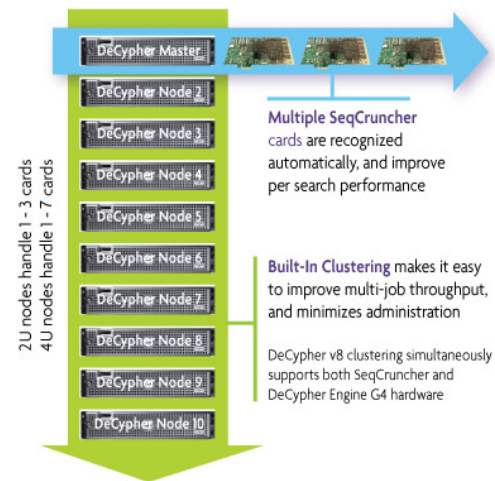 DeCypher Master
DeCypher Node 2
DeCypher Node 3
DeCypher Node 4
DeCypher Node 5
DeCypher Node 6
DeCypher Node 7
DeCypher Node 8
DeCypher Node 9
DeCypher Node 10
2U nodes handle 1 - 3 cards
4U nodes handle 1 - 7 cards
Multiple SeqCruncher
cards are recognized
automatically, and improve
per search performance
Built-In Clustering makes it easy
to improve multi-job throughput,
and minimizes administration
DeCypher v8 clustering simultaneously
supports both SeqCruncher and
DeCypher Engine G4 hardware